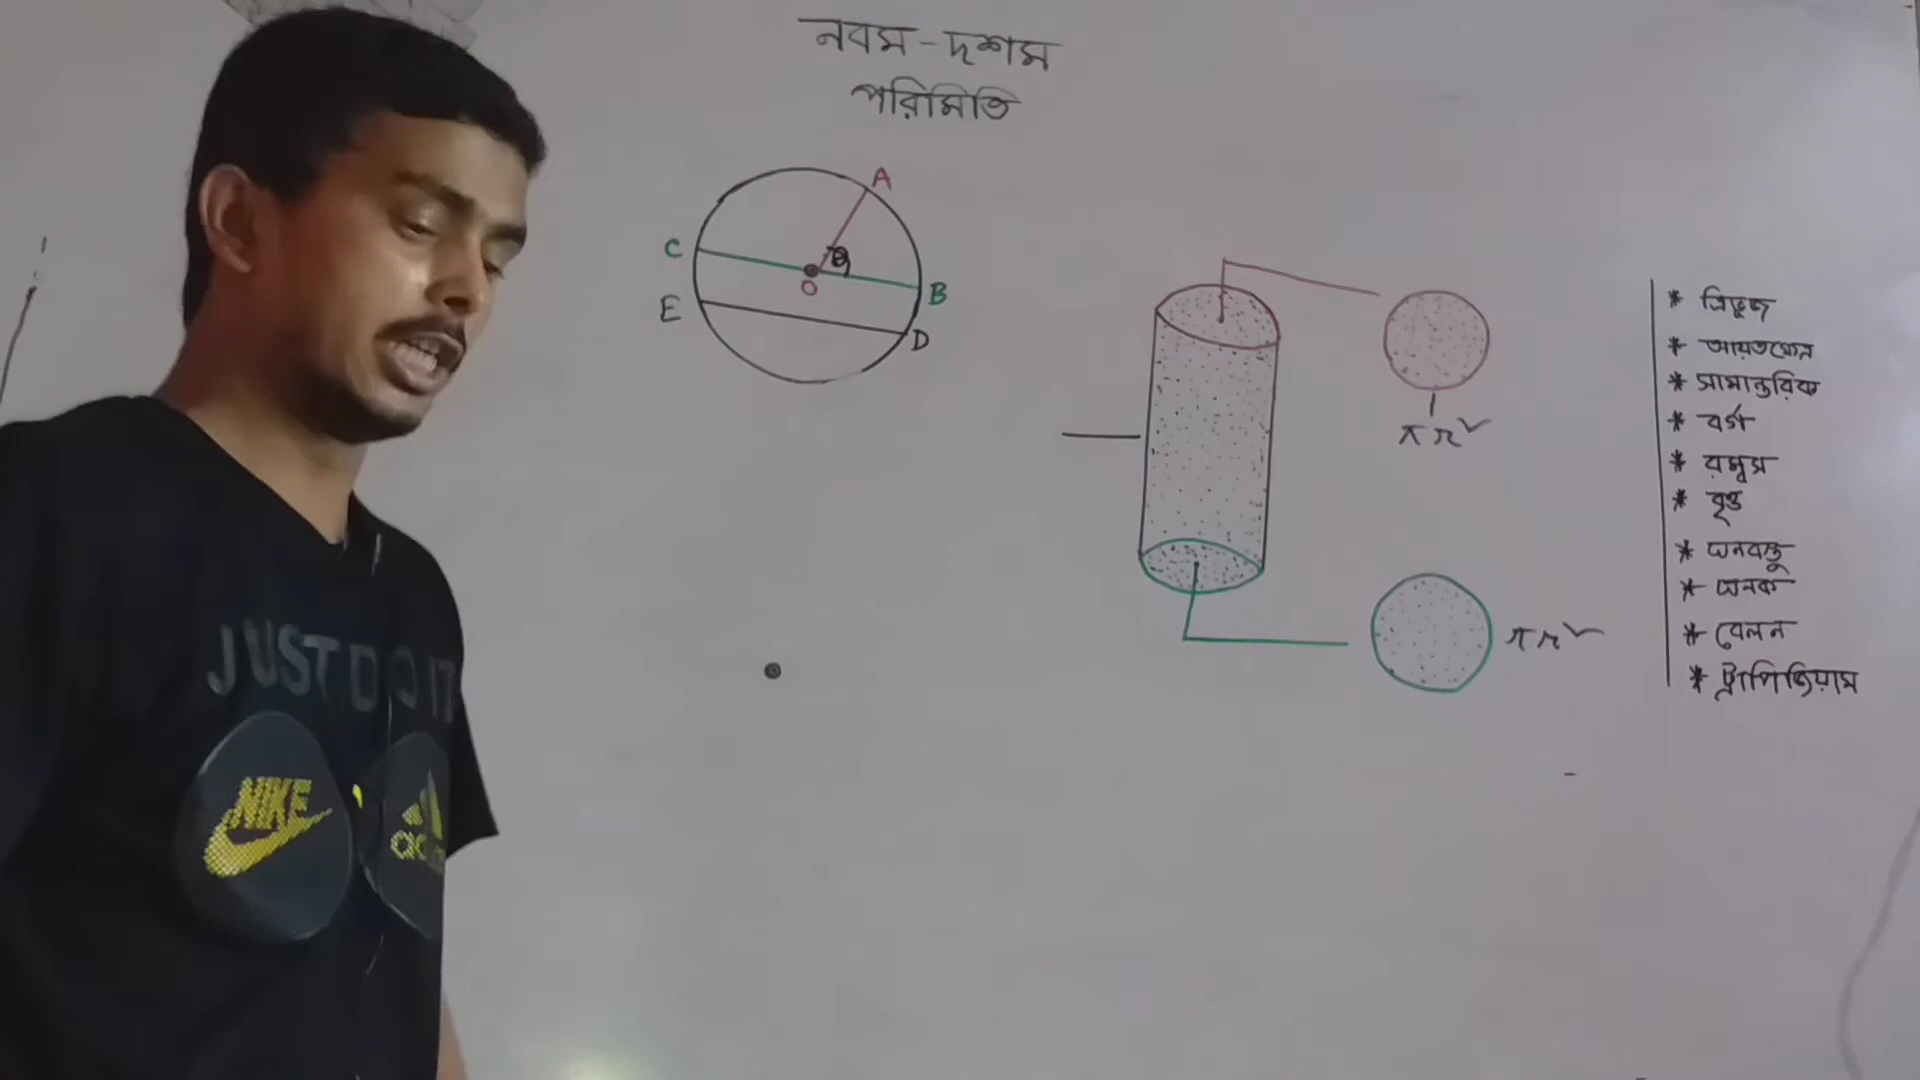 নবম-দশম
পরিমিতি
A
C
θ
O
B
E
D
πr²
πr²
* ত্রিভুজ
* আয়তক্ষেত্র
* সামান্তরিক
* বর্গ
* রম্বস
* বৃত্ত
* ঘনবস্তু
* ঘনক
* বেলন
* ট্রাপিজিয়াম
JUST DO IT
NIKE